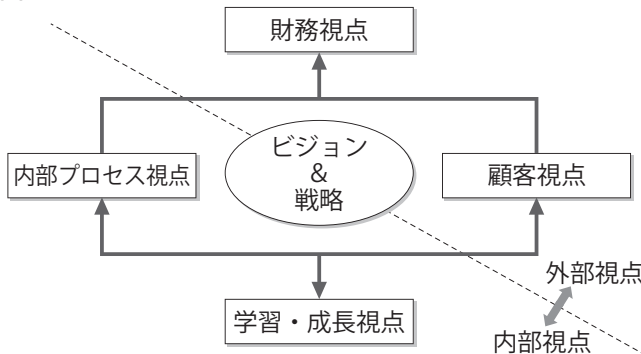 財務視点
ビジョン
&
戦略
内部プロセス視点
顧客視点
学習・成長視点
外部視点
内部視点